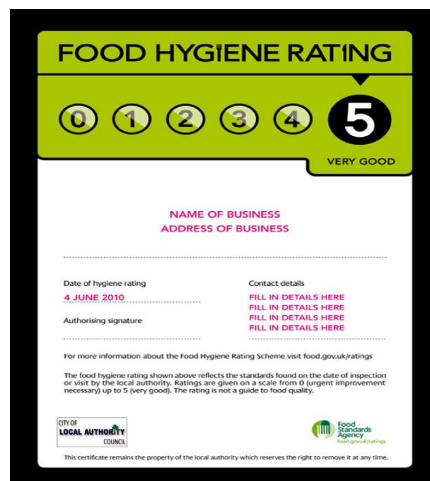 FOOD HYGIENE RATING
0 1 2 3 4 5
VERY GOOD
NAME OF BUSINESS
ADDRESS OF BUSINESS
Date of hygiene rating
4 JUNE 2010
Authorising signature
Contact details
FILL IN DETAILS HERE
FILL IN DETAILS HERE
FILL IN DETAILS HERE
FILL IN DETAILS HERE
For more information about the Food Hygiene Rating Scheme visit food.gov.uk/ratings
The food hygiene rating shown above reflects the standards found on the date of inspection
or visit by the local authority. Ratings are given on a scale from 0 (urgent improvement
necessary) up to 5 (very good). The rating is not a guide to food quality.
CITY OF
LOCAL AUTHORITY
COUNCIL
Food
Standards
Agency
food.gov.uk/ratings
This certificate remains the property of the local authority which reserves the right to remove it at any time.